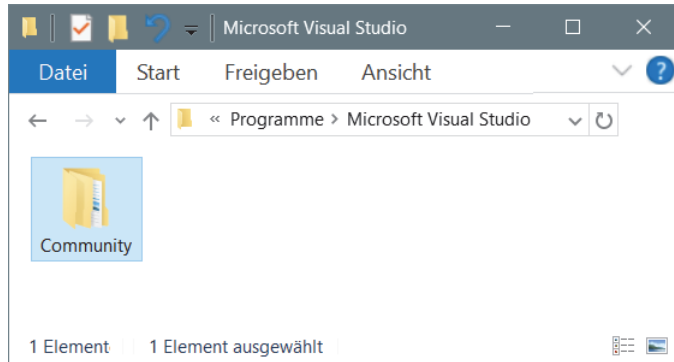 Microsoft Visual Studio
Datei Start Freigeben Ansicht ?
« Programme > Microsoft Visual Studio
Community
1 Element 1 Element ausgewählt